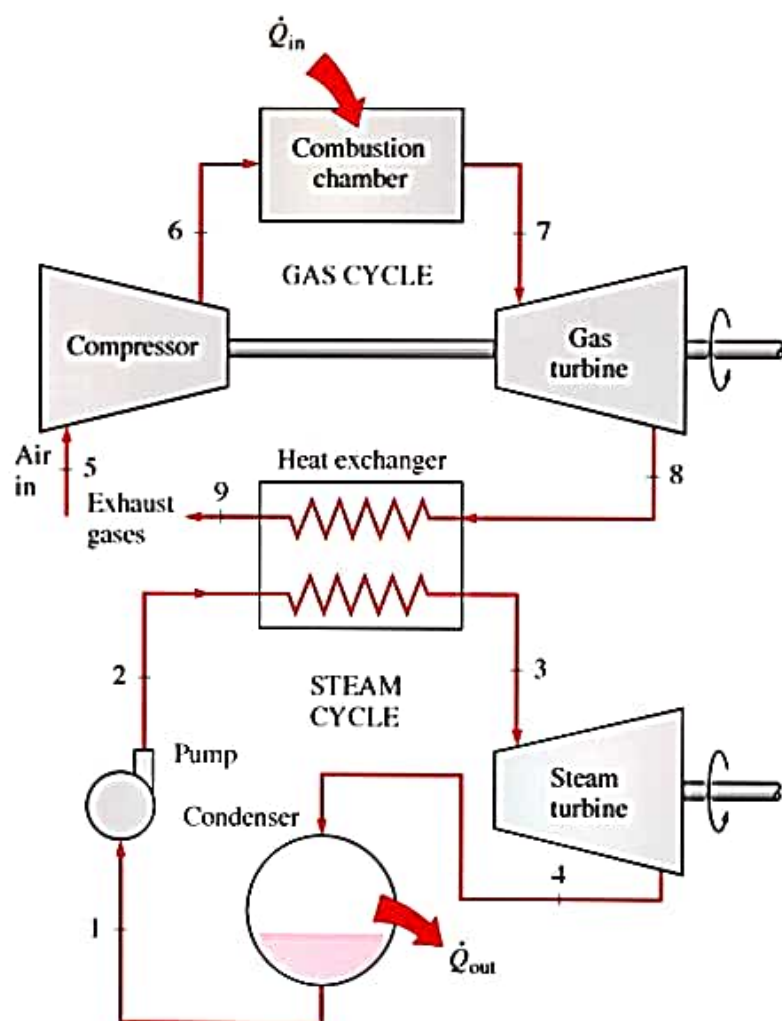 Q̇in
Combustion
chamber
6
7
GAS CYCLE
Compressor
Gas
turbine
Air
in
5
Heat exchanger
8
9
Exhaust
gases
2
STEAM
CYCLE
3
Pump
Steam
turbine
Condenser
4
1
Q̇out